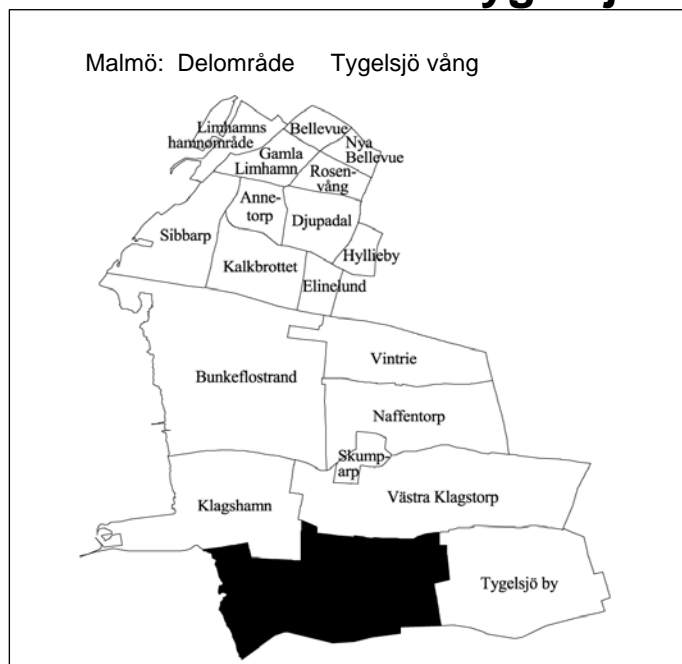 Malmö: Delområde Tygelsjö vång
Limhamns
hamnområde
Bellevue
Nya
Bellevue
Gamla
Limhamn
Rosen-
vång
Anne-
torp
Djupadal
Sibbarp
Hyllieby
Kalkbrottet
Elinelund
Vintrie
Bunkeflostrand
Naffentorp
Skump-
arp
Västra Klagstorp
Klagshamn
Tygelsjö by